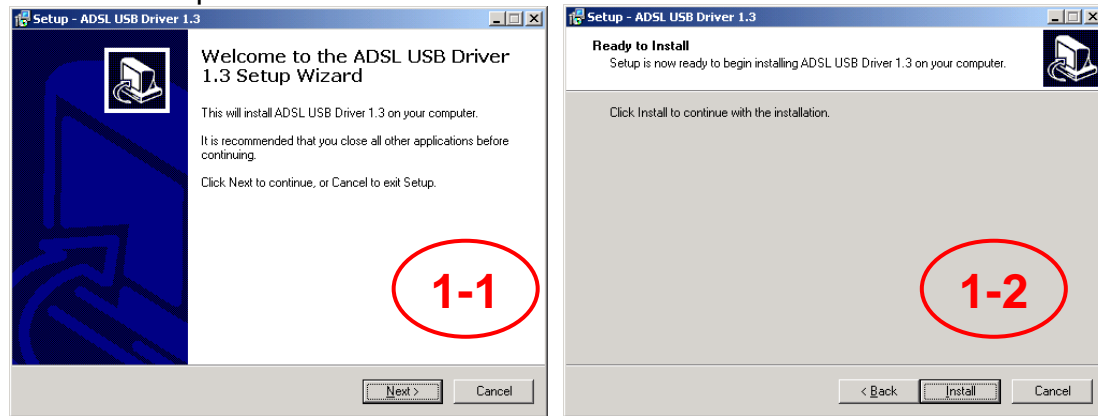 Setup - ADSL USB Driver 1.3
Welcome to the ADSL USB Driver
1.3 Setup Wizard
This will install ADSL USB Driver 1.3 on your computer.
It is recommended that you close all other applications before
continuing.
Click Next to continue, or Cancel to exit Setup.
1-1
Next >
Cancel
Setup - ADSL USB Driver 1.3
Ready to Install
Setup is now ready to begin installing ADSL USB Driver 1.3 on your computer.
Click Install to continue with the installation.
1-2
< Back
Install
Cancel